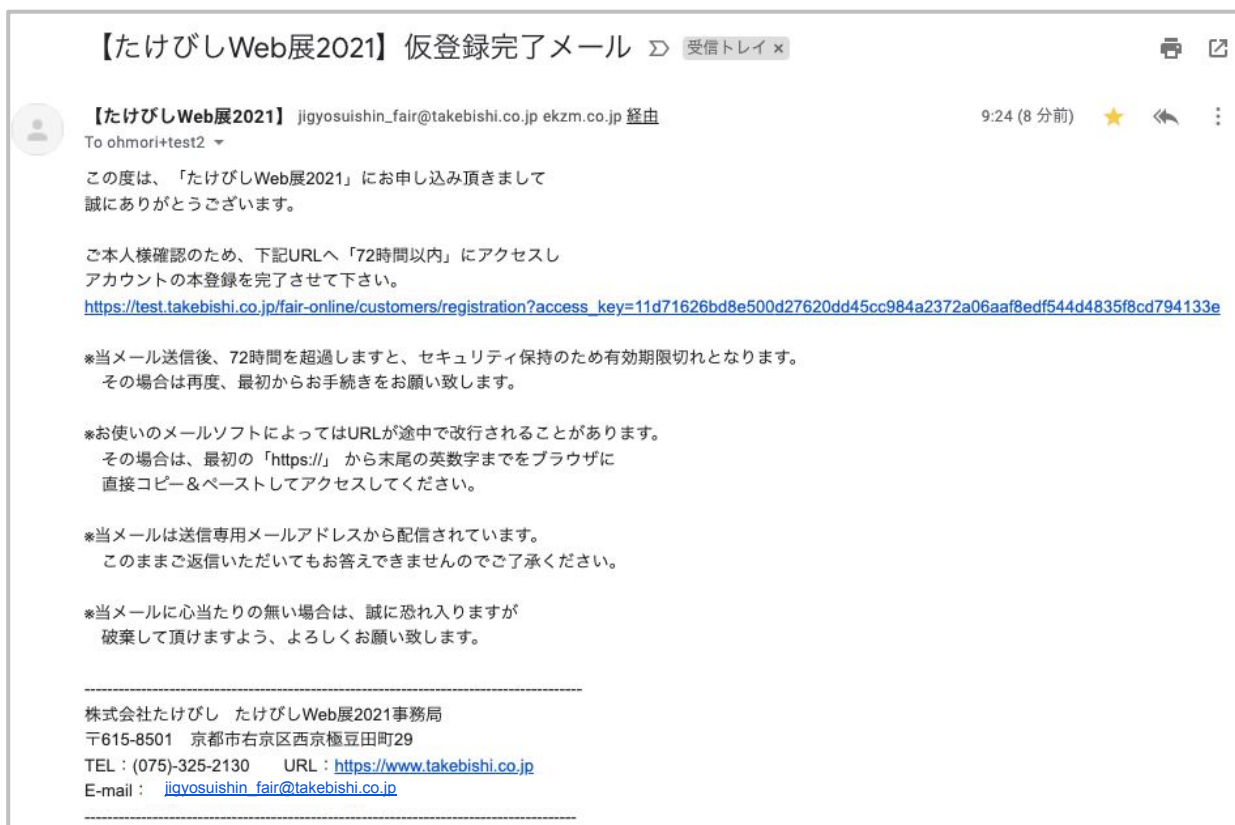 【たけびしWeb展2021】仮登録完了メール 受信トレイ ×
【たけびしWeb展2021】 jigyosuishin_fair@takebishi.co.jp ekzm.co.jp 経由 9:24 (8 分前)
To ohmori+test2
この度は、「たけびしWeb展2021」にお申し込み頂きまして
誠にありがとうございます。
ご本人様確認のため、下記URLへ「72時間以内」にアクセスし
アカウントの本登録を完了させて下さい。
https://test.takebishi.co.jp/fair-online/customers/registration?access_key=11d71626bd8e500d27620dd45cc984a2372a06aaf8edf544d4835f8cd794133e
※当メール送信後、72時間を超過しますと、セキュリティ保持のため有効期限切れとなります。
その場合は再度、最初からお手続きをお願い致します。
※お使いのメールソフトによってはURLが途中で改行されることがあります。
その場合は、最初の「https://」 から末尾の英数字までをブラウザに
直接コピー＆ペーストしてアクセスしてください。
※当メールは送信専用メールアドレスから配信されています。
このままご返信いただいてもお答えできませんのでご了承ください。
※当メールに心当たりの無い場合は、誠に恐れ入りますが
破棄して頂けますよう、よろしくお願い致します。
--------------------------------------------------------------------------------
株式会社たけびし　たけびしWeb展2021事務局
〒615-8501　京都市右京区西京極豆田町29
TEL：(075)-325-2130　　URL：https://www.takebishi.co.jp
E-mail： jigyosuishin_fair@takebishi.co.jp
--------------------------------------------------------------------------------